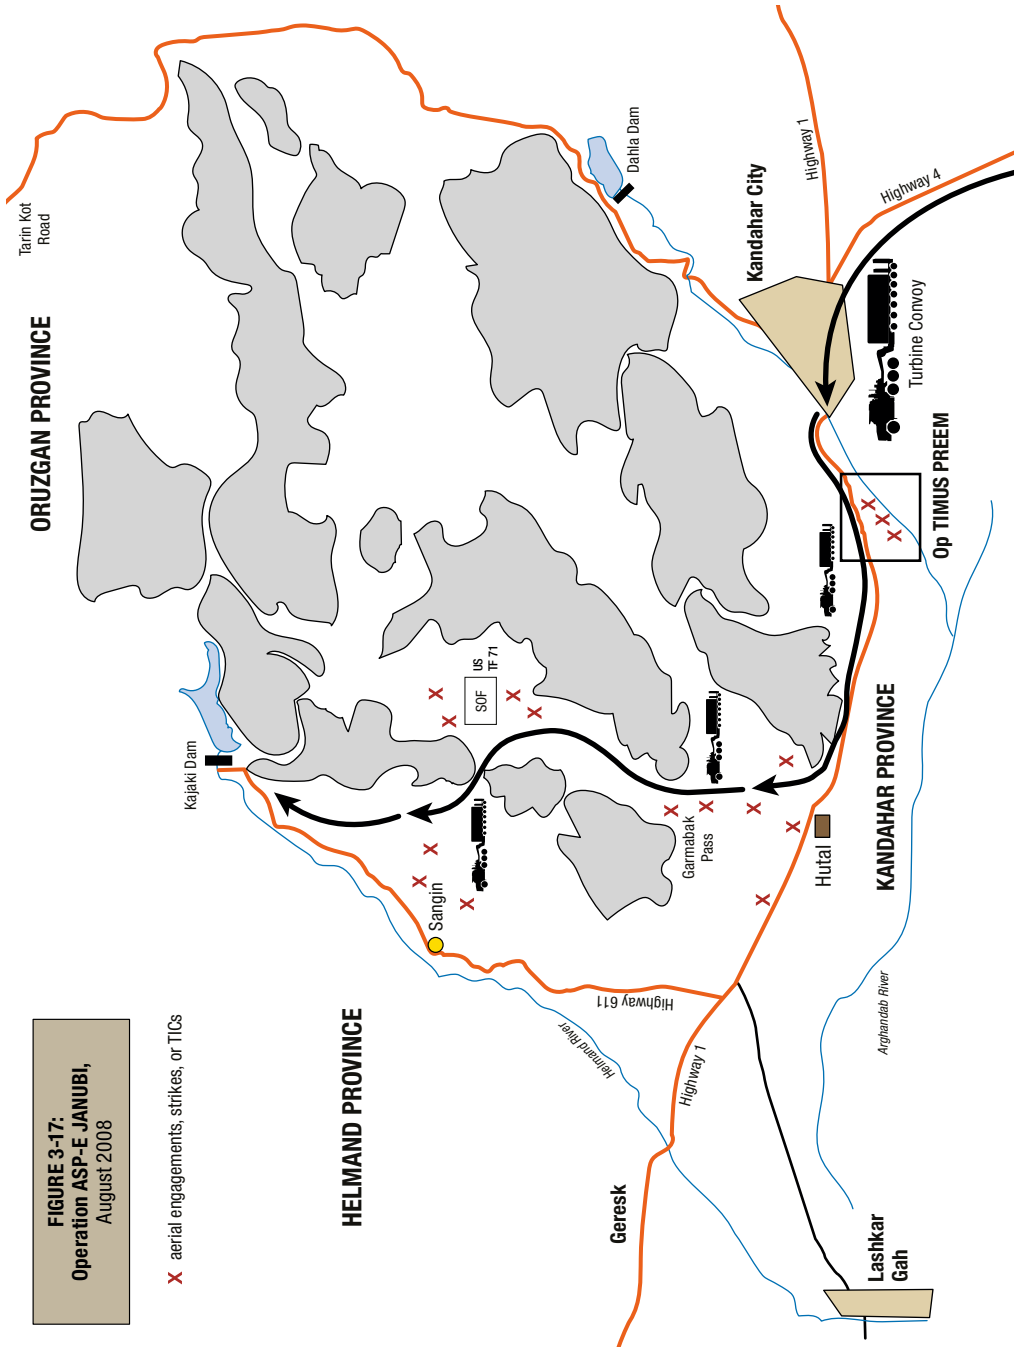 FIGURE 3-17:
Operation ASP-E JANUBI,
August 2008
X aerial engagements, strikes, or TICs
ORUZGAN PROVINCE
Tarin Kot
Road
HELMAND PROVINCE
KANDAHAR PROVINCE
Kajaki Dam
Dahla Dam
Kandahar City
Highway 1
Highway 4
Turbine Convoy
Op TIMUS PREEM
X
X
X
US
TF 71
SOF
X
X
X
X
X
X
X
Sangin
Garmabak
Pass
X
X
X
X
X
X
Hutal
Highway 611
Helmand River
Highway 1
Arghandab River
Geresk
Lashkar
Gah